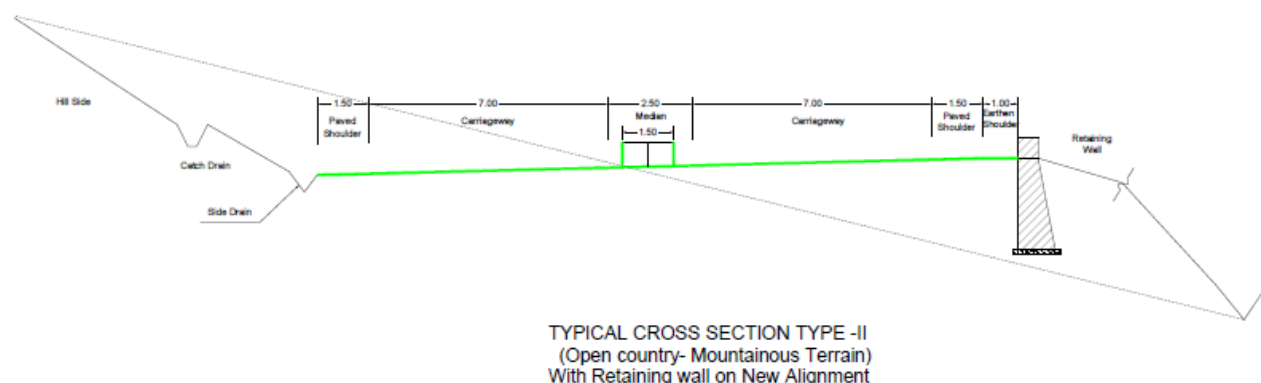 1.50 7.00 2.50 7.00 1.50 1.00
Paved Shoulder
Carriageway
Median
1.50
Carriageway
Paved Shoulder
Earthen Shoulder
Hill Side
Retaining Wall
Catch Drain
Side Drain
TYPICAL CROSS SECTION TYPE -II
(Open country- Mountainous Terrain)
With Retaining wall on New Alignment